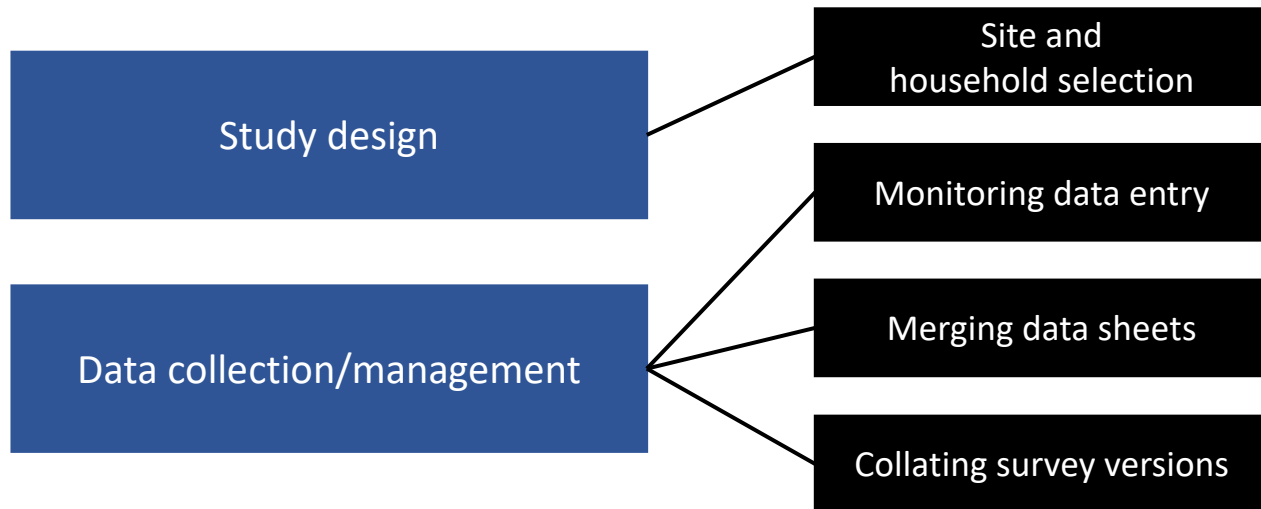 Study design
Site and
household selection
Data collection/management
Monitoring data entry
Merging data sheets
Collating survey versions